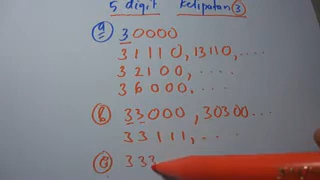 5 digit kelipatan 3
a 30000
31110, 13110, ....
32100, ....
36000, ....
b 33000, 30300...
33111, ....
c 333